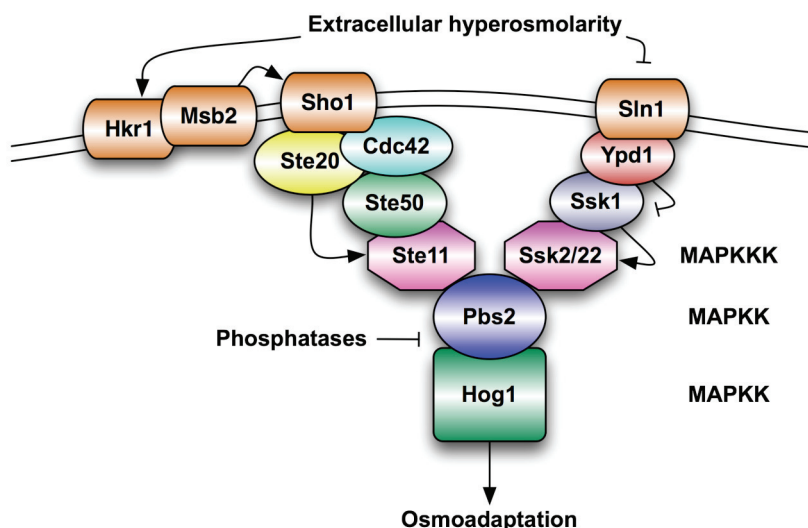 Extracellular hyperosmolarity
Hkr1
Msb2
Sho1
Sln1
Ste20
Cdc42
Ypd1
Ste50
Ssk1
Ste11
Ssk2/22
MAPKKK
Pbs2
MAPKK
Phosphatases
Hog1
MAPKK
Osmoadaptation